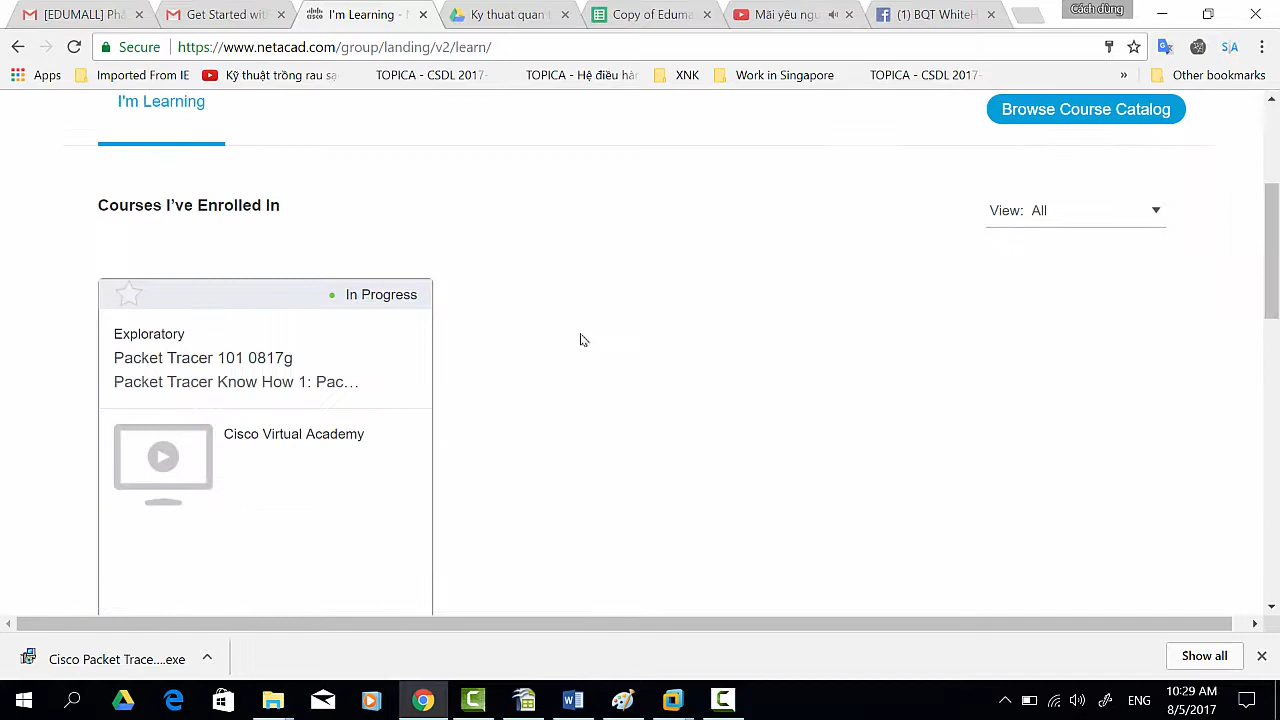 [EDUMALL] Ph
Get Started wit
I'm Learning - N
Ky thuat quan t
Copy of Eduma
Mãi yêu ng
(1) BQT WhiteH
Cách dùng
Secure https://www.netacad.com/group/landing/v2/learn/
Apps
Imported From IE
Kỹ thuật trồng rau sạ
TOPICA - CSDL 2017-
TOPICA - Hệ điều hàn
XNK
Work in Singapore
TOPICA - CSDL 2017-
»
Other bookmarks
I'm Learning
Browse Course Catalog
Courses I've Enrolled In
View: All
In Progress
Exploratory
Packet Tracer 101 0817g
Packet Tracer Know How 1: Pac…
Cisco Virtual Academy
Cisco Packet Trace....exe
Show all
ENG
10:29 AM
8/5/2017